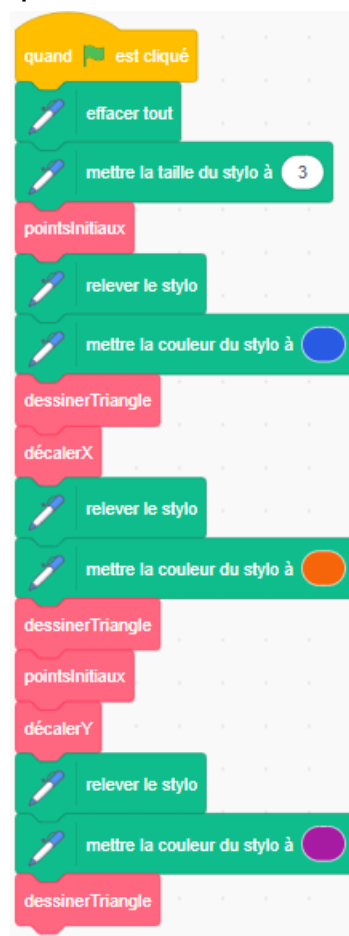 quand est cliqué
effacer tout
mettre la taille du stylo à 3
pointsInitiaux
relever le stylo
mettre la couleur du stylo à
dessinerTriangle
décalerX
relever le stylo
mettre la couleur du stylo à
dessinerTriangle
pointsInitiaux
décalerY
relever le stylo
mettre la couleur du stylo à
dessinerTriangle